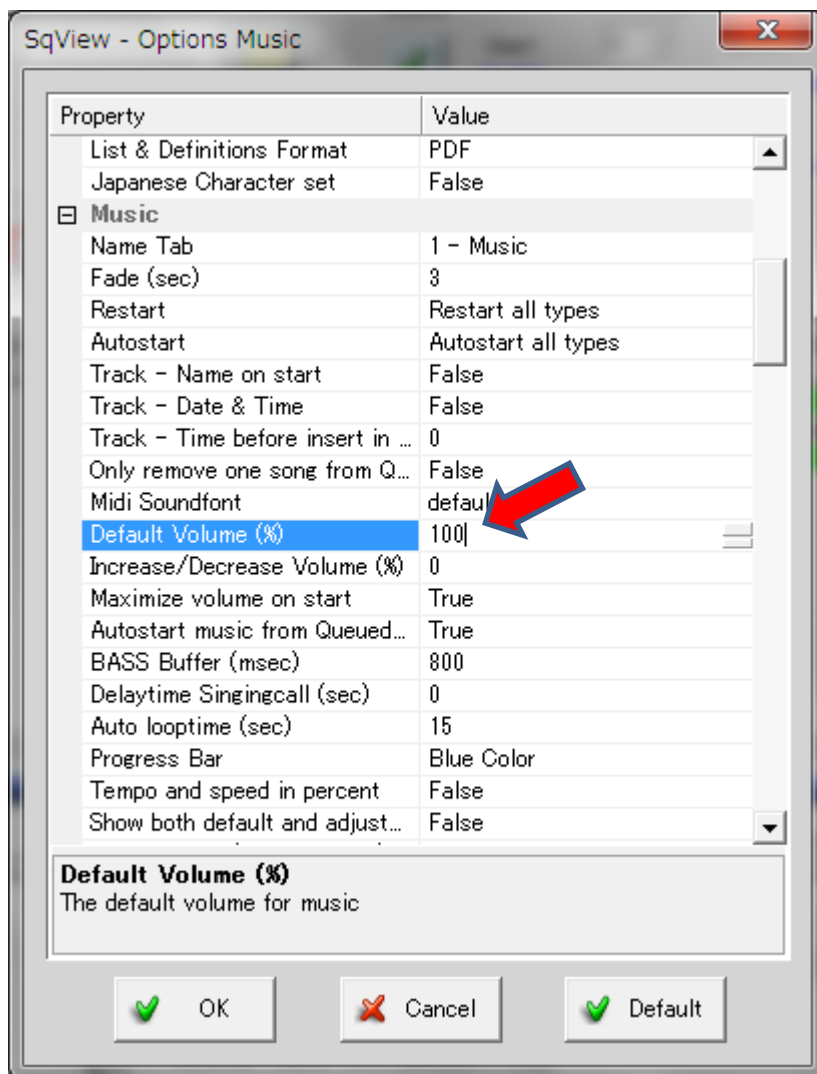 SqView - Options Music
Property Value
List & Definitions Format PDF
Japanese Character set False
Music
Name Tab 1 - Music
Fade (sec) 3
Restart Restart all types
Autostart Autostart all types
Track - Name on start False
Track - Date & Time False
Track - Time before insert in ... 0
Only remove one song from Q... False
Midi Soundfont defaul
Default Volume (%) 100
Increase/Decrease Volume (%) 0
Maximize volume on start True
Autostart music from Queued... True
BASS Buffer (msec) 800
Delaytime Singingcall (sec) 0
Auto looptime (sec) 15
Progress Bar Blue Color
Tempo and speed in percent False
Show both default and adjust... False
Default Volume (%)
The default volume for music
OK Cancel Default